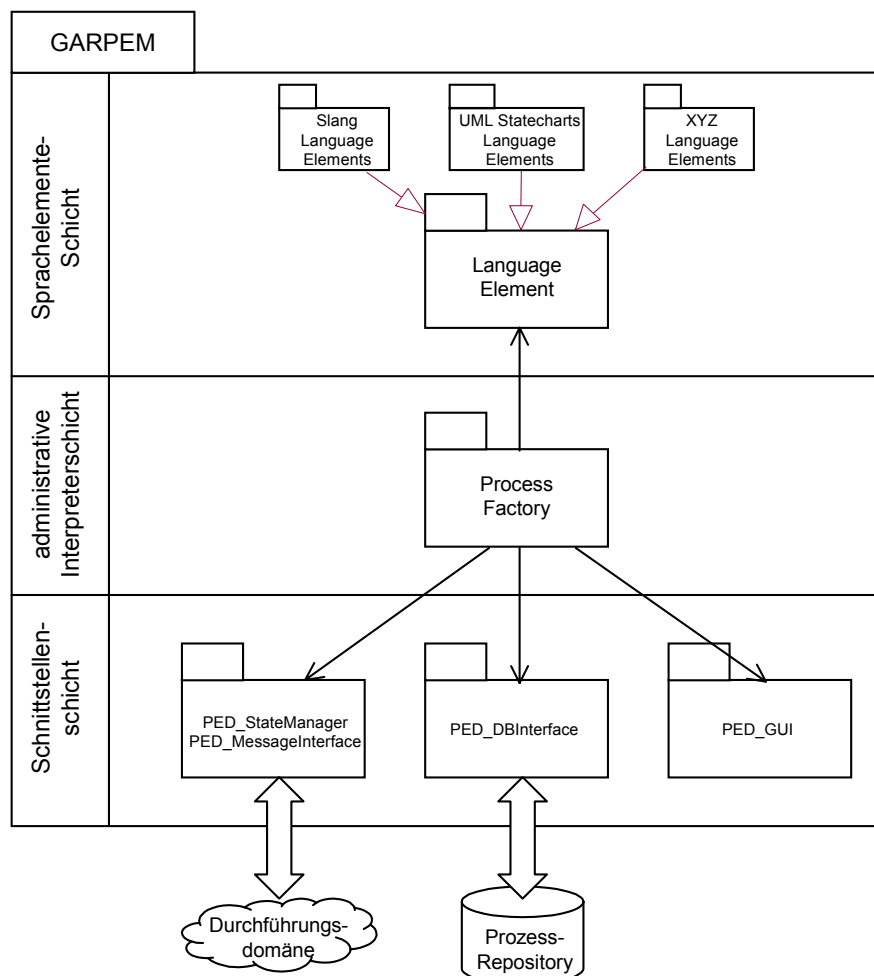 GARPEM
Sprachelemente-
Schicht
Slang
Language
Elements
UML Statecharts
Language
Elements
XYZ
Language
Elements
Language
Element
administrative
Interpreterschicht
Process
Factory
Schnittstellen-
schicht
PED_StateManager
PED_MessageInterface
PED_DBInterface
PED_GUI
Durchführungs-
domäne
Prozess-
Repository